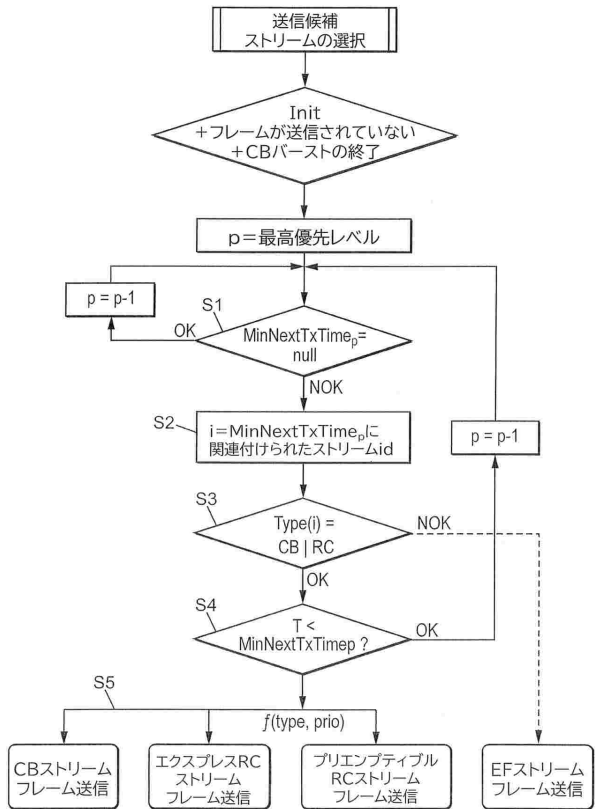 送信候補
ストリームの選択
Init
+フレームが送信されていない
+CBバーストの終了
p=最高優先レベル
p = p-1
S1
OK
MinNextTxTimep=
null
NOK
S2
i=MinNextTxTimepに
関連付けられたストリームid
p = p-1
S3
Type(i) =
CB | RC
NOK
OK
S4
T <
MinNextTxTimep ?
OK
S5
f(type, prio)
CBストリーム
フレーム送信
エクスプレスRC
ストリーム
フレーム送信
プリエンプティブル
RCストリーム
フレーム送信
EFストリーム
フレーム送信